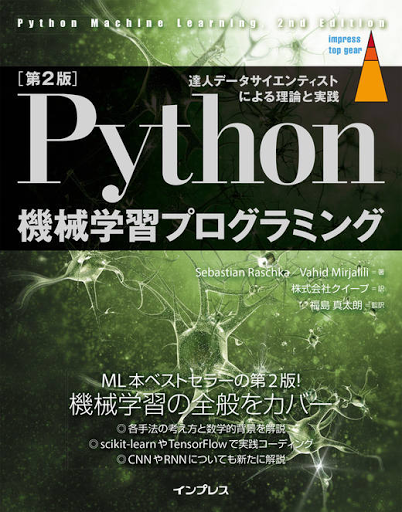 Python Machine Learning, 2nd Edition
impress
top gear
[第2版]
達人データサイエンティスト
による理論と実践
Python
機械学習プログラミング
Sebastian Raschka、Vahid Mirjalili=著
株式会社クイープ=訳
福島 真太朗=監訳
ML本ベストセラーの第2版!
機械学習の全般をカバー
◎各手法の考え方と数学的背景を解説
◎scikit-learnやTensorFlowで実践コーディング
◎CNNやRNNについても新たに解説
インプレス